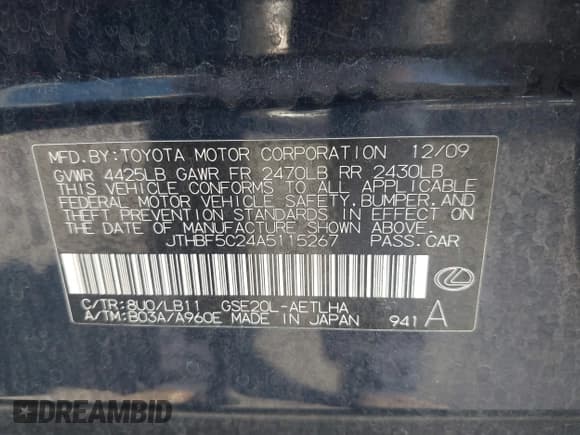 MFD.BY:TOYOTA MOTOR CORPORATION 12/09
GVWR 4425LB GAWR FR 2470LB RR 2430LB
THIS VEHICLE CONFORMS TO ALL APPLICABLE
FEDERAL MOTOR VEHICLE SAFETY,BUMPER,AND
THEFT PREVENTION STANDARDS IN EFFECT ON
THE DATE OF MANUFACTURE SHOWN ABOVE.
JTHBF5C24A5115267 PASS.CAR
C/TR:8U0/LB11 GSE20L-AETLHA
A/TM:B03A/A960E MADE IN JAPAN 941 A
DREAMBID